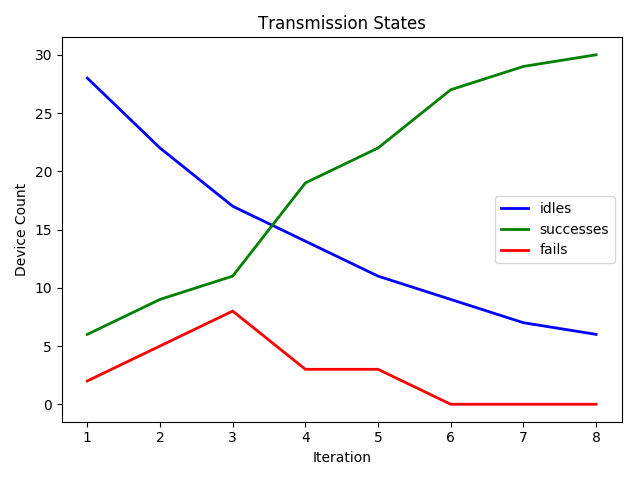 Transmission States
30
25
20
15
10
5
0
Device Count
idles
successes
fails
1 2 3 4 5 6 7 8
Iteration